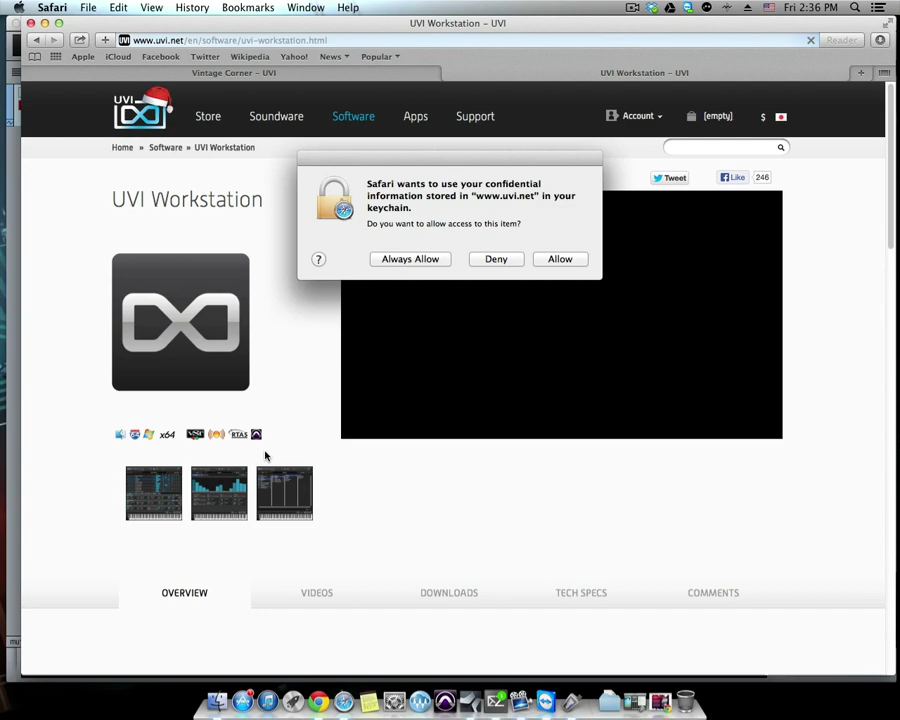 Safari File Edit View History Bookmarks Window Help Fri 2:36 PM
UVI Workstation – UVI
UVI www.uvi.net/en/software/uvi-workstation.html Reader
Apple iCloud Facebook Twitter Wikipedia Yahoo! News Popular
Vintage Corner – UVI UVI Workstation – UVI
UVI
Store Soundware Software Apps Support Account [empty] $
Home » Software » UVI Workstation
Tweet Like 246
UVI Workstation
Safari wants to use your confidential
information stored in “www.uvi.net” in your
keychain.
Do you want to allow access to this item?
? Always Allow Deny Allow
x64 VST RTAS
OVERVIEW VIDEOS DOWNLOADS TECH SPECS COMMENTS